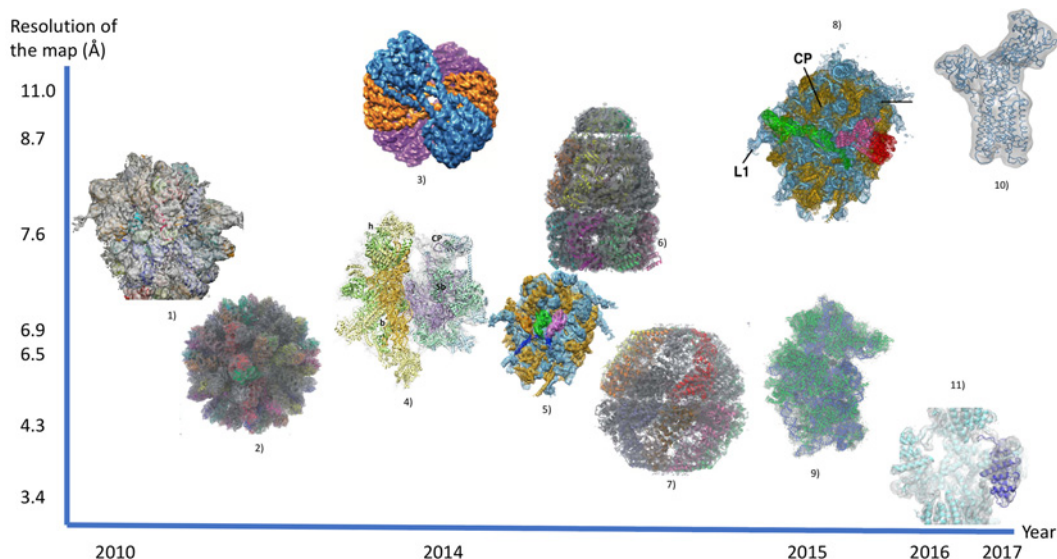 Resolution of
the map (Å)
11.0
8.7
7.6
6.9
6.5
4.3
3.4
1)
2)
3)
h
CP
Sb
b
4)
5)
6)
7)
8)
CP
L1
9)
10)
11)
Year
2010
2014
2015
2016
2017